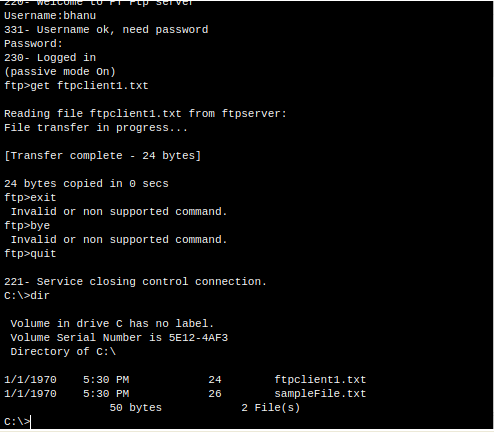 220- Welcome to PT Ftp server
Username:bhanu
331- Username ok, need password
Password:
230- Logged in
(passive mode On)
ftp>get ftpclient1.txt
Reading file ftpclient1.txt from ftpserver:
File transfer in progress...
[Transfer complete - 24 bytes]
24 bytes copied in 0 secs
ftp>exit
Invalid or non supported command.
ftp>bye
Invalid or non supported command.
ftp>quit
221- Service closing control connection.
C:\>dir
Volume in drive C has no label.
Volume Serial Number is 5E12-4AF3
Directory of C:\
1/1/1970 5:30 PM 24 ftpclient1.txt
1/1/1970 5:30 PM 26 sampleFile.txt
50 bytes 2 File(s)
C:\>